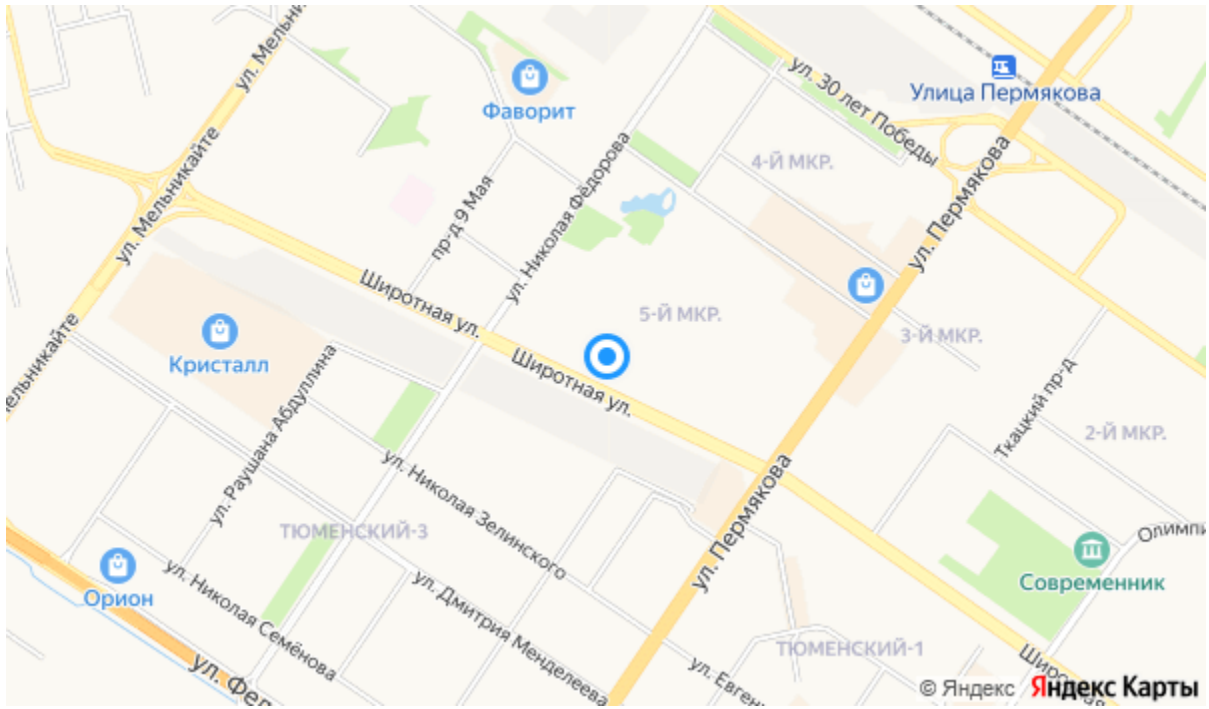 ул. Мельникайте
ул. 30 лет Победы
Улица Пермякова
Фаворит
ул. Мельникайте
пр-д 9 Мая
ул. Николая Фёдорова
4-Й МКР.
ул. Пермякова
Широтная ул.
5-Й МКР.
3-Й МКР.
Кристалл
Широтная ул.
ул. Раушана Абдуллина
Ткацкий пр-д
2-Й МКР.
ул. Николая Зелинского
ул. Пермякова
ТЮМЕНСКИЙ-3
Олимпи
Современник
Орион
ул. Николая Семёнова
ул. Дмитрия Менделеева
ТЮМЕНСКИЙ-1
Широтная
ул. Фед
ул. Евген
© Яндекс Яндекс Карты